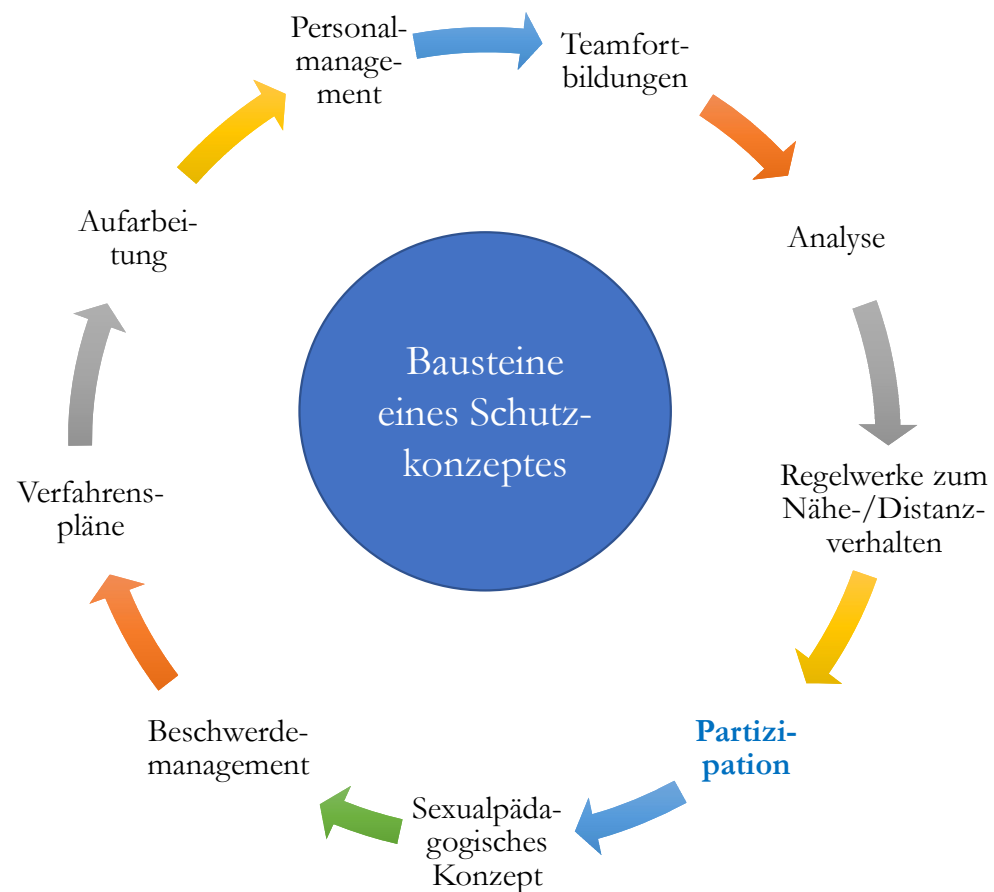 Personal-
manage-
ment
Teamfort-
bildungen
Analyse
Regelwerke zum
Nähe-/Distanz-
verhalten
Partizi-
pation
Sexualpäda-
gogisches
Konzept
Beschwerde-
management
Verfahrens-
pläne
Aufarbei-
tung
Bausteine
eines Schutz-
konzeptes